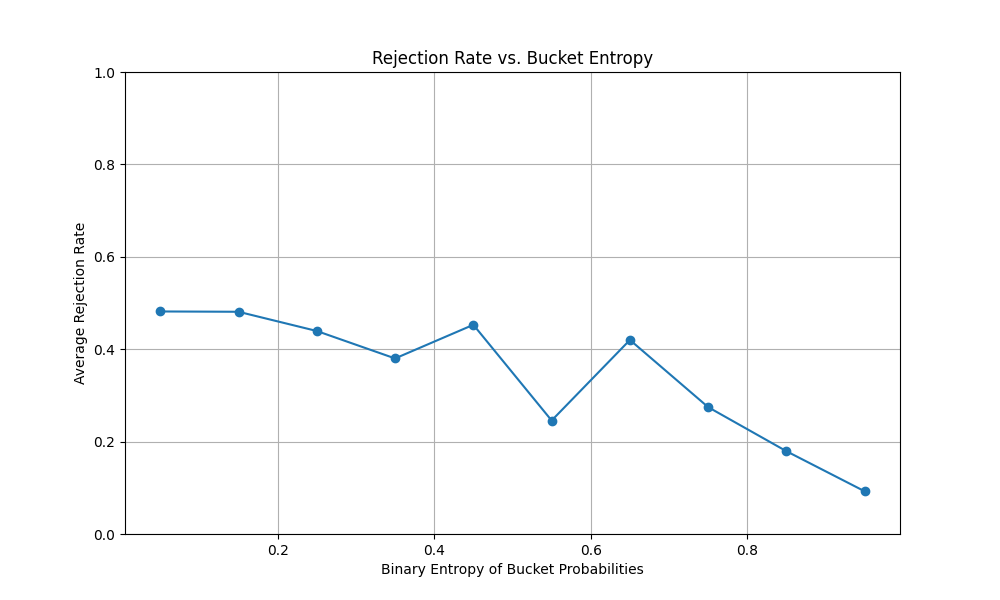 Rejection Rate vs. Bucket Entropy
1.0
0.8
0.6
0.4
0.2
0.0
Average Rejection Rate
0.2 0.4 0.6 0.8
Binary Entropy of Bucket Probabilities